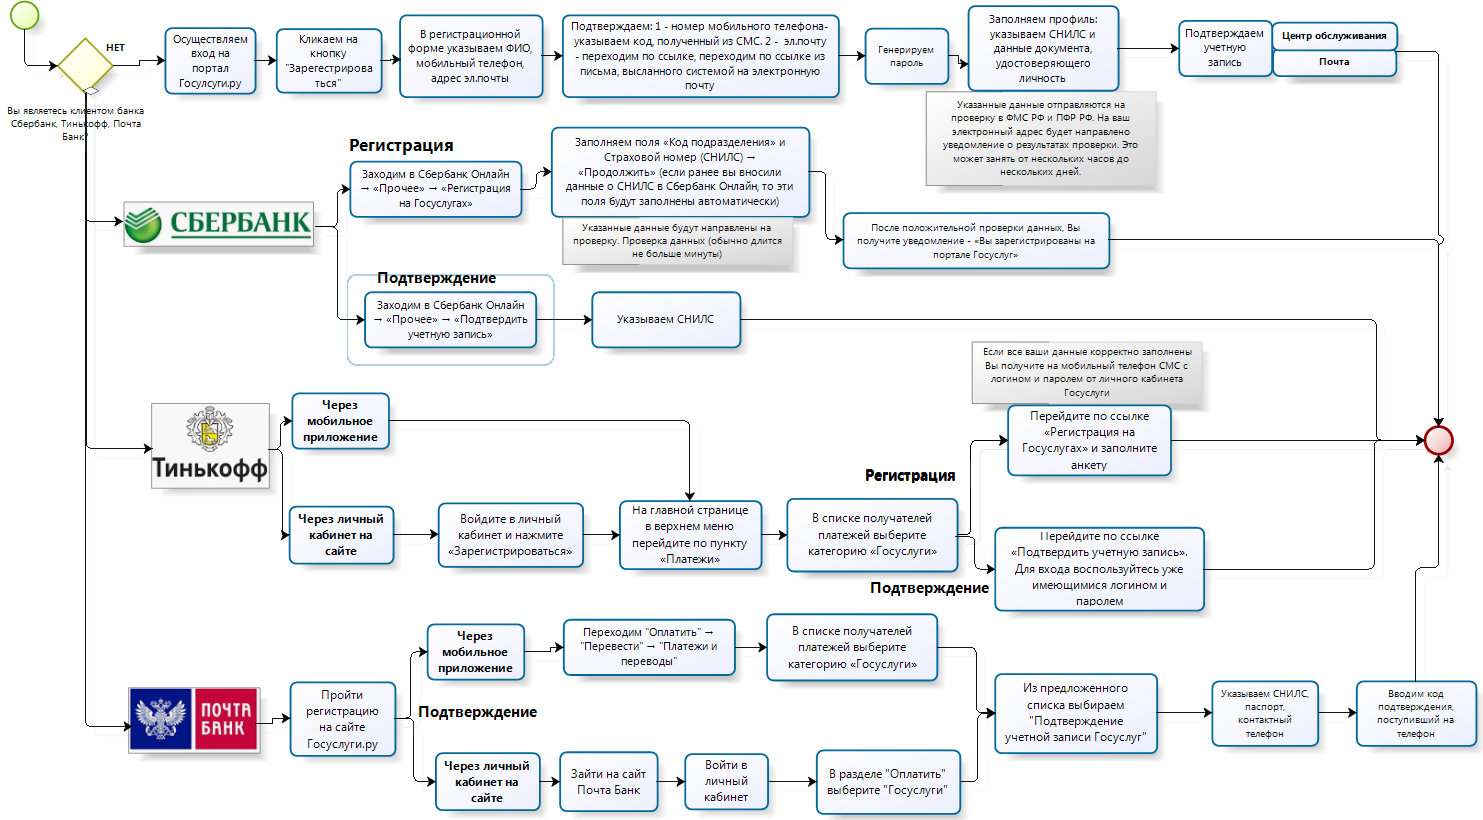 НЕТ
Вы являетесь клиентом банка
Сбербанк, Тинькофф, Почта
Банк?
Осуществляем
вход на
портал
Госулсуги.ру
Кликаем на
кнопку
"Зарегестрирова
ться"
В регистрационной
форме указываем ФИО,
мобильный телефон,
адрес эл.почты
Подтверждаем: 1 - номер мобильного телефона-
указываем код, полученный из СМС. 2 - эл.почту
- переходим по ссылке, переходим по ссылке из
письма, высланного системой на электронную
почту
Генерируем
пароль
Заполняем профиль:
указываем СНИЛС и
данные документа,
удостоверяющего
личность
Подтверждаем
учетную
запись
Центр обслуживания
Почта
Указанные данные отправляются на
проверку в ФМС РФ и ПФР РФ. На ваш
электронный адрес будет направлено
уведомление о результатах проверки. Это
может занять от нескольких часов до
нескольких дней.
СБЕРБАНК
Регистрация
Заходим в Сбербанк Онлайн
→ «Прочее» → «Регистрация
на Госуслугах»
Заполняем поля «Код подразделения» и
Страховой номер (СНИЛС) →
«Продолжить» (если ранее вы вносили
данные о СНИЛС в Сбербанк Онлайн, то эти
поля будут заполнены автоматически)
Указанные данные будут направлены на
проверку. Проверка данных (обычно длится
не больше минуты)
После положительной проверки данных, Вы
получите уведомление - «Вы зарегистрированы на
портале Госуслуг»
Подтверждение
Заходим в Сбербанк Онлайн
→ «Прочее» → «Подтвердить
учетную запись»
Указываем СНИЛС
Тинькофф
Через
мобильное
приложение
Через личный
кабинет на
сайте
Войдите в личный
кабинет и нажмите
«Зарегистрироваться»
На главной странице
в верхнем меню
перейдите по пункту
«Платежи»
В списке получателей
платежей выберите
категорию «Госуслуги»
Регистрация
Если все ваши данные корректно заполнены
Вы получите на мобильный телефон СМС с
логином и паролем от личного кабинета
Госуслуги
Перейдите по ссылке
«Регистрация на
Госуслугах» и заполните
анкету
Подтверждение
Перейдите по ссылке
«Подтвердить учетную запись».
Для входа воспользуйтесь уже
имеющимися логином и
паролем
ПОЧТА
БАНК
Пройти
регистрацию
на сайте
Госуслуги.ру
Подтверждение
Через
мобильное
приложение
Переходим "Оплатить" →
"Перевести" → "Платежи и
переводы"
В списке получателей
платежей выберите
категорию «Госуслуги»
Через личный
кабинет на
сайте
Зайти на сайт
Почта Банк
Войти в
личный
кабинет
В разделе "Оплатить"
выберите "Госуслуги"
Из предложенного
списка выбираем
"Подтверждение
учетной записи Госуслуг"
Указываем СНИЛС,
паспорт,
контактный
телефон
Вводим код
подтверждения,
поступивший на
телефон